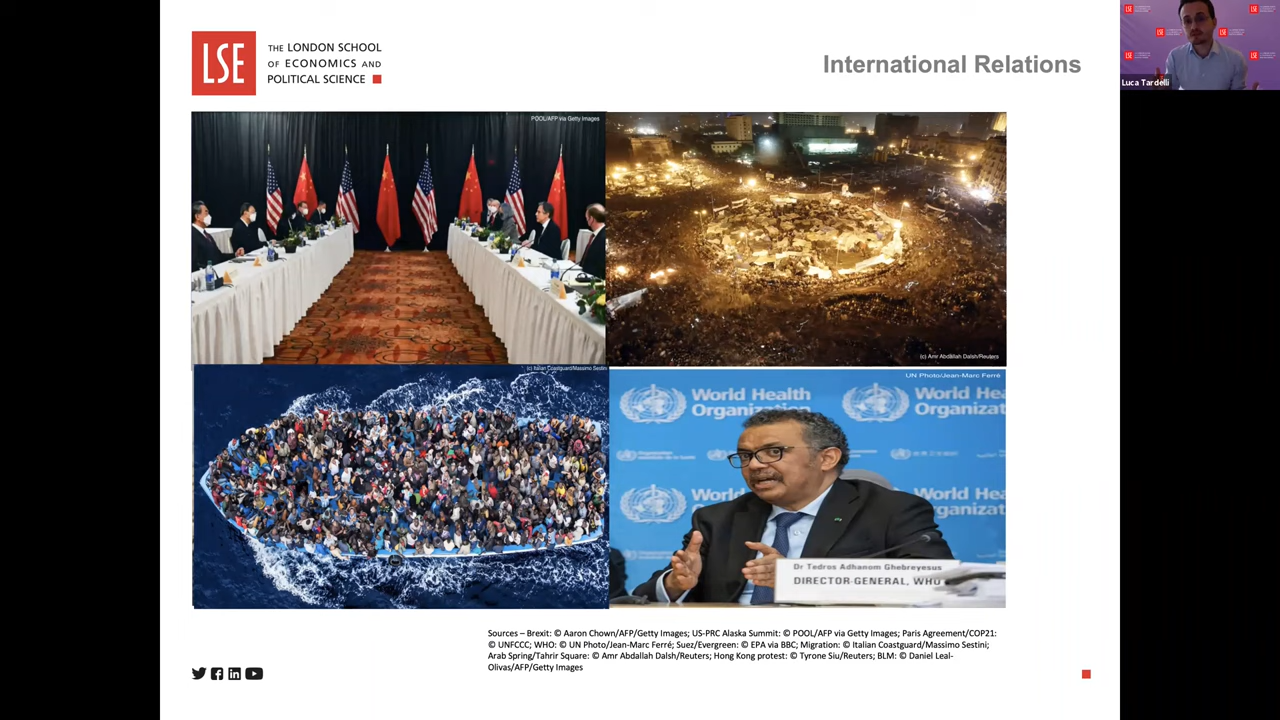 LSE
THE LONDON SCHOOL
OF ECONOMICS AND
POLITICAL SCIENCE
International Relations
Luca Tardelli
POOL/AFP via Getty Images
(c) Amr Abdallah Dalsh/Reuters
(c) Italian Coastguard/Massimo Sestini
UN Photo/Jean-Marc Ferré
World Health
Organization
World Health
Organizat
World Hea
Organizat
Dr Tedros Adhanom Ghebreyesus
DIRECTOR-GENERAL, WHO
Sources – Brexit: © Aaron Chown/AFP/Getty Images; US-PRC Alaska Summit: © POOL/AFP via Getty Images; Paris Agreement/COP21:
© UNFCCC; WHO: © UN Photo/Jean-Marc Ferré; Suez/Evergreen: © EPA via BBC; Migration: © Italian Coastguard/Massimo Sestini;
Arab Spring/Tahrir Square: © Amr Abdallah Dalsh/Reuters; Hong Kong protest: © Tyrone Siu/Reuters; BLM: © Daniel Leal-
Olivas/AFP/Getty Images